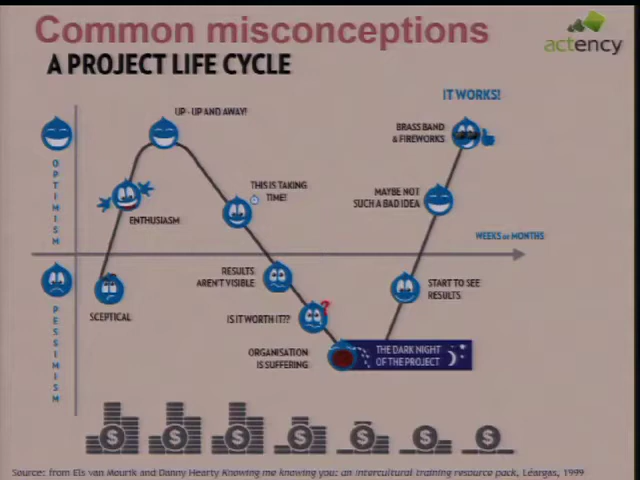 Common misconceptions
actency
A PROJECT LIFE CYCLE
IT WORKS!
UP - UP AND AWAY!
BRASS BAND
& FIREWORKS
OPTIMISM
THIS IS TAKING
TIME!
MAYBE NOT
SUCH A BAD IDEA
ENTHUSIASM
WEEKS or MONTHS
RESULTS
AREN'T VISIBLE
START TO SEE
RESULTS
SCEPTICAL
IS IT WORTH IT??
?
PESSIMISM
ORGANISATION
IS SUFFERING
THE DARK NIGHT
OF THE PROJECT
$ $ $ $ $ $ $
Source: from Els van Mourik and Danny Hearty Knowing me knowing you: an intercultural training resource pack, Léargas, 1999